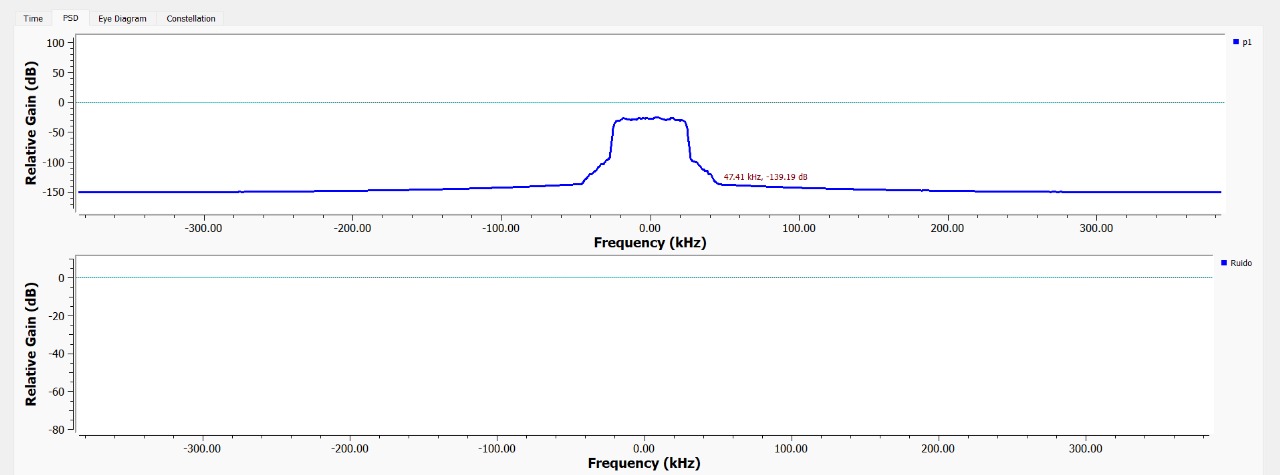 Time PSD Eye Diagram Constellation
Relative Gain (dB)
100
50
0
-50
-100
-150
p1
47.41 kHz, -139.19 dB
-300.00 -200.00 -100.00 0.00 100.00 200.00 300.00
Frequency (kHz)
Relative Gain (dB)
0
-20
-40
-60
-80
Ruido
-300.00 -200.00 -100.00 0.00 100.00 200.00 300.00
Frequency (kHz)